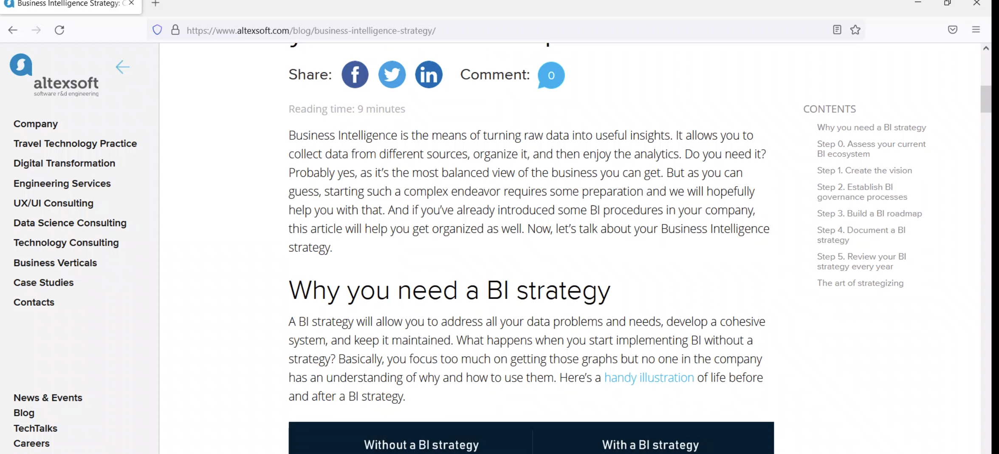 Business Intelligence Strategy:
https://www.altexsoft.com/blog/business-intelligence-strategy/
altexsoft
software r&d engineering
Company
Travel Technology Practice
Digital Transformation
Engineering Services
UX/UI Consulting
Data Science Consulting
Technology Consulting
Business Verticals
Case Studies
Contacts
News & Events
Blog
TechTalks
Careers
Share:
Comment: 0
Reading time: 9 minutes
Business Intelligence is the means of turning raw data into useful insights. It allows you to
collect data from different sources, organize it, and then enjoy the analytics. Do you need it?
Probably yes, as it’s the most balanced view of the business you can get. But as you can
guess, starting such a complex endeavor requires some preparation and we will hopefully
help you with that. And if you’ve already introduced some BI procedures in your company,
this article will help you get organized as well. Now, let’s talk about your Business Intelligence
strategy.
Why you need a BI strategy
A BI strategy will allow you to address all your data problems and needs, develop a cohesive
system, and keep it maintained. What happens when you start implementing BI without a
strategy? Basically, you focus too much on getting those graphs but no one in the company
has an understanding of why and how to use them. Here’s a handy illustration of life before
and after a BI strategy.
Without a BI strategy
With a BI strategy
CONTENTS
Why you need a BI strategy
Step 0. Assess your current
BI ecosystem
Step 1. Create the vision
Step 2. Establish BI
governance processes
Step 3. Build a BI roadmap
Step 4. Document a BI
strategy
Step 5. Review your BI
strategy every year
The art of strategizing